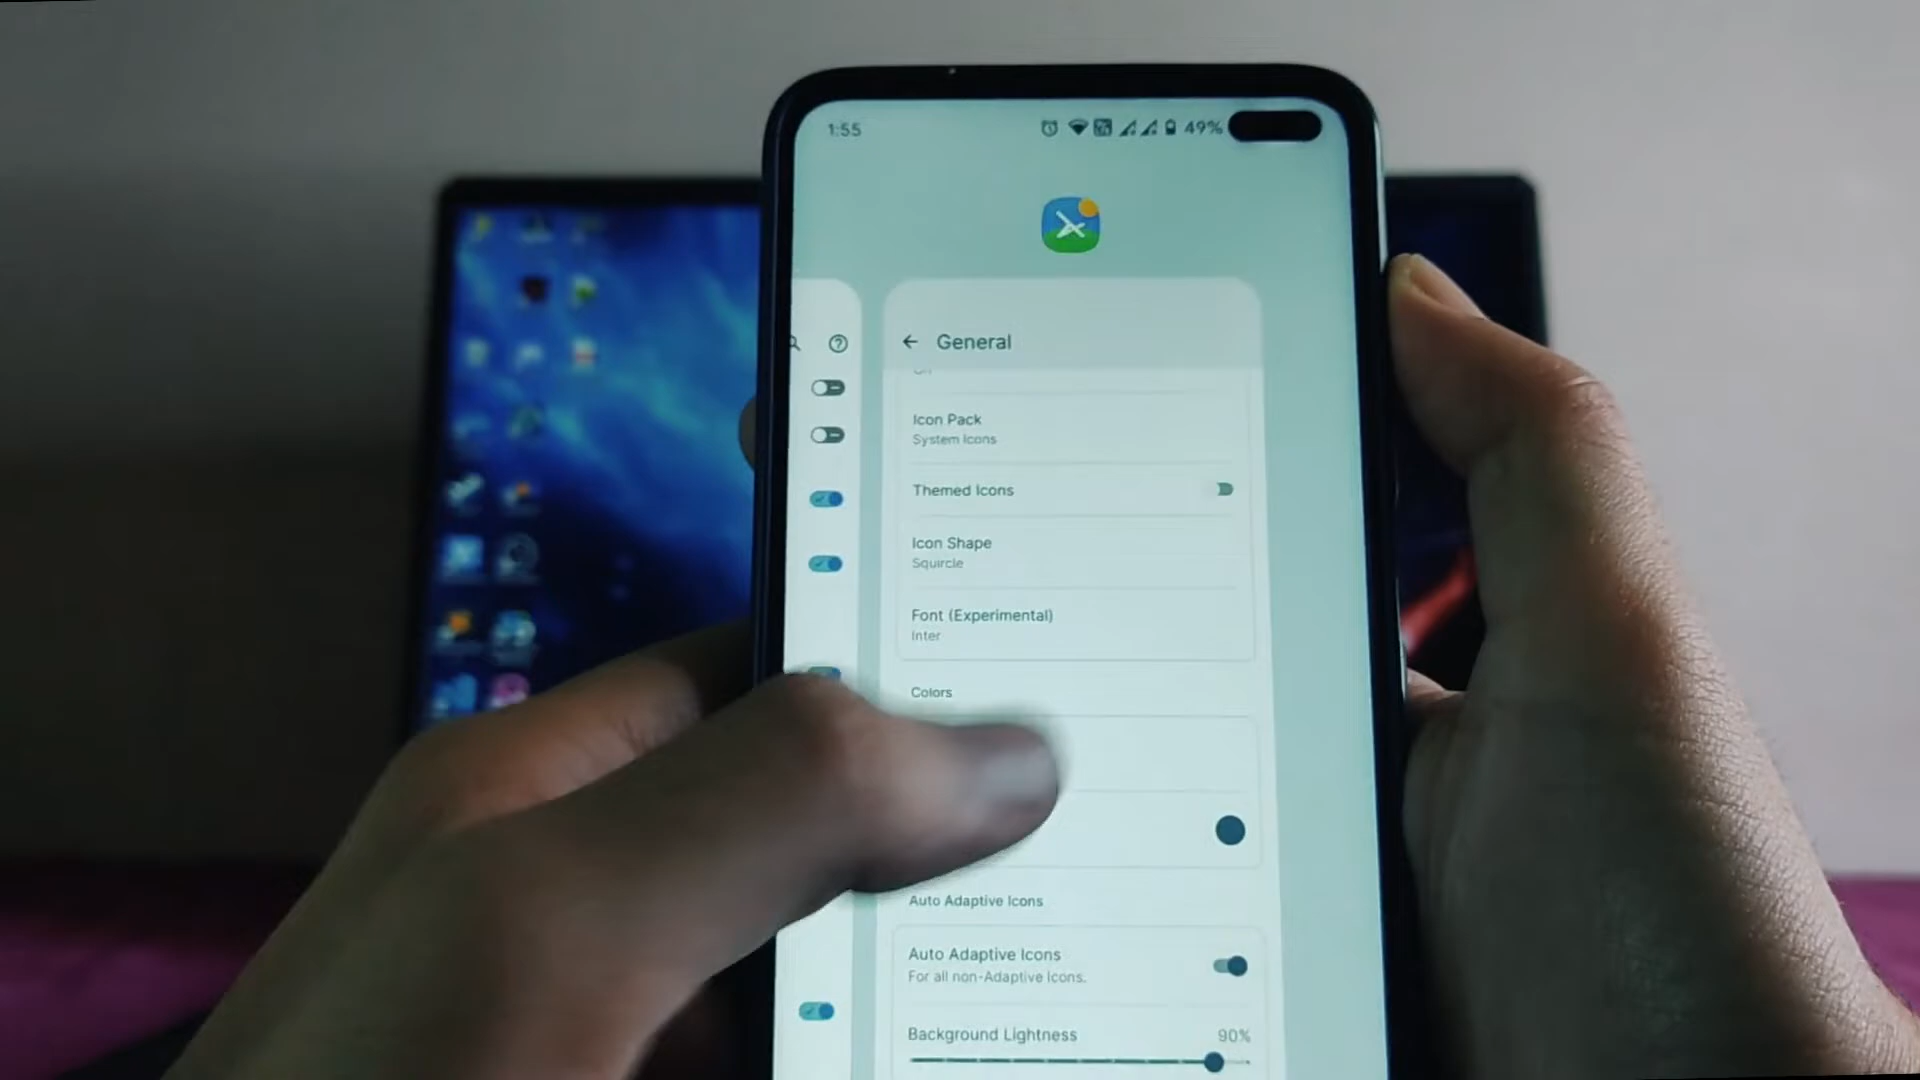 1:55
49%
General
Icon Pack
System Icons
Themed Icons
Icon Shape
Squircle
Font (Experimental)
Inter
Colors
Auto Adaptive Icons
Auto Adaptive Icons
For all non-Adaptive Icons.
Background Lightness
90%